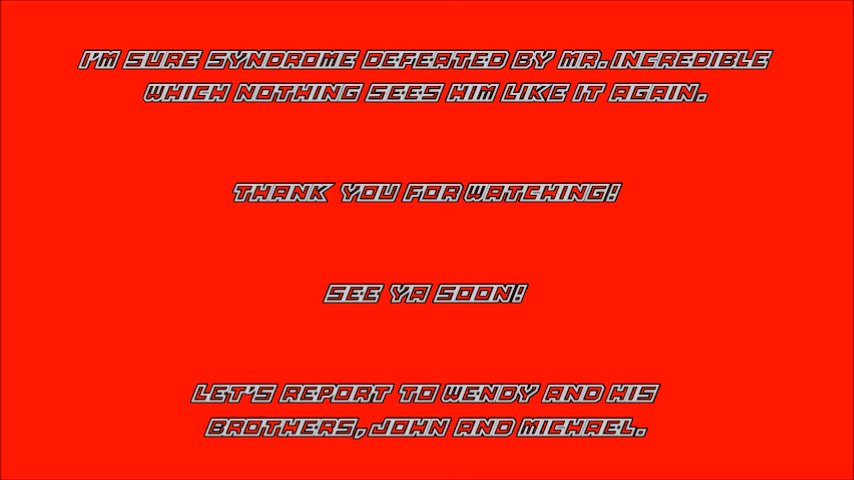 I'M SURE SYNDROME DEFEATED BY MR. INCREDIBLE
WHICH NOTHING SEES HIM LIKE IT AGAIN.
THANK YOU FOR WATCHING!
SEE YA SOON!
LET'S REPORT TO WENDY AND HIS
BROTHERS, JOHN AND MICHAEL.